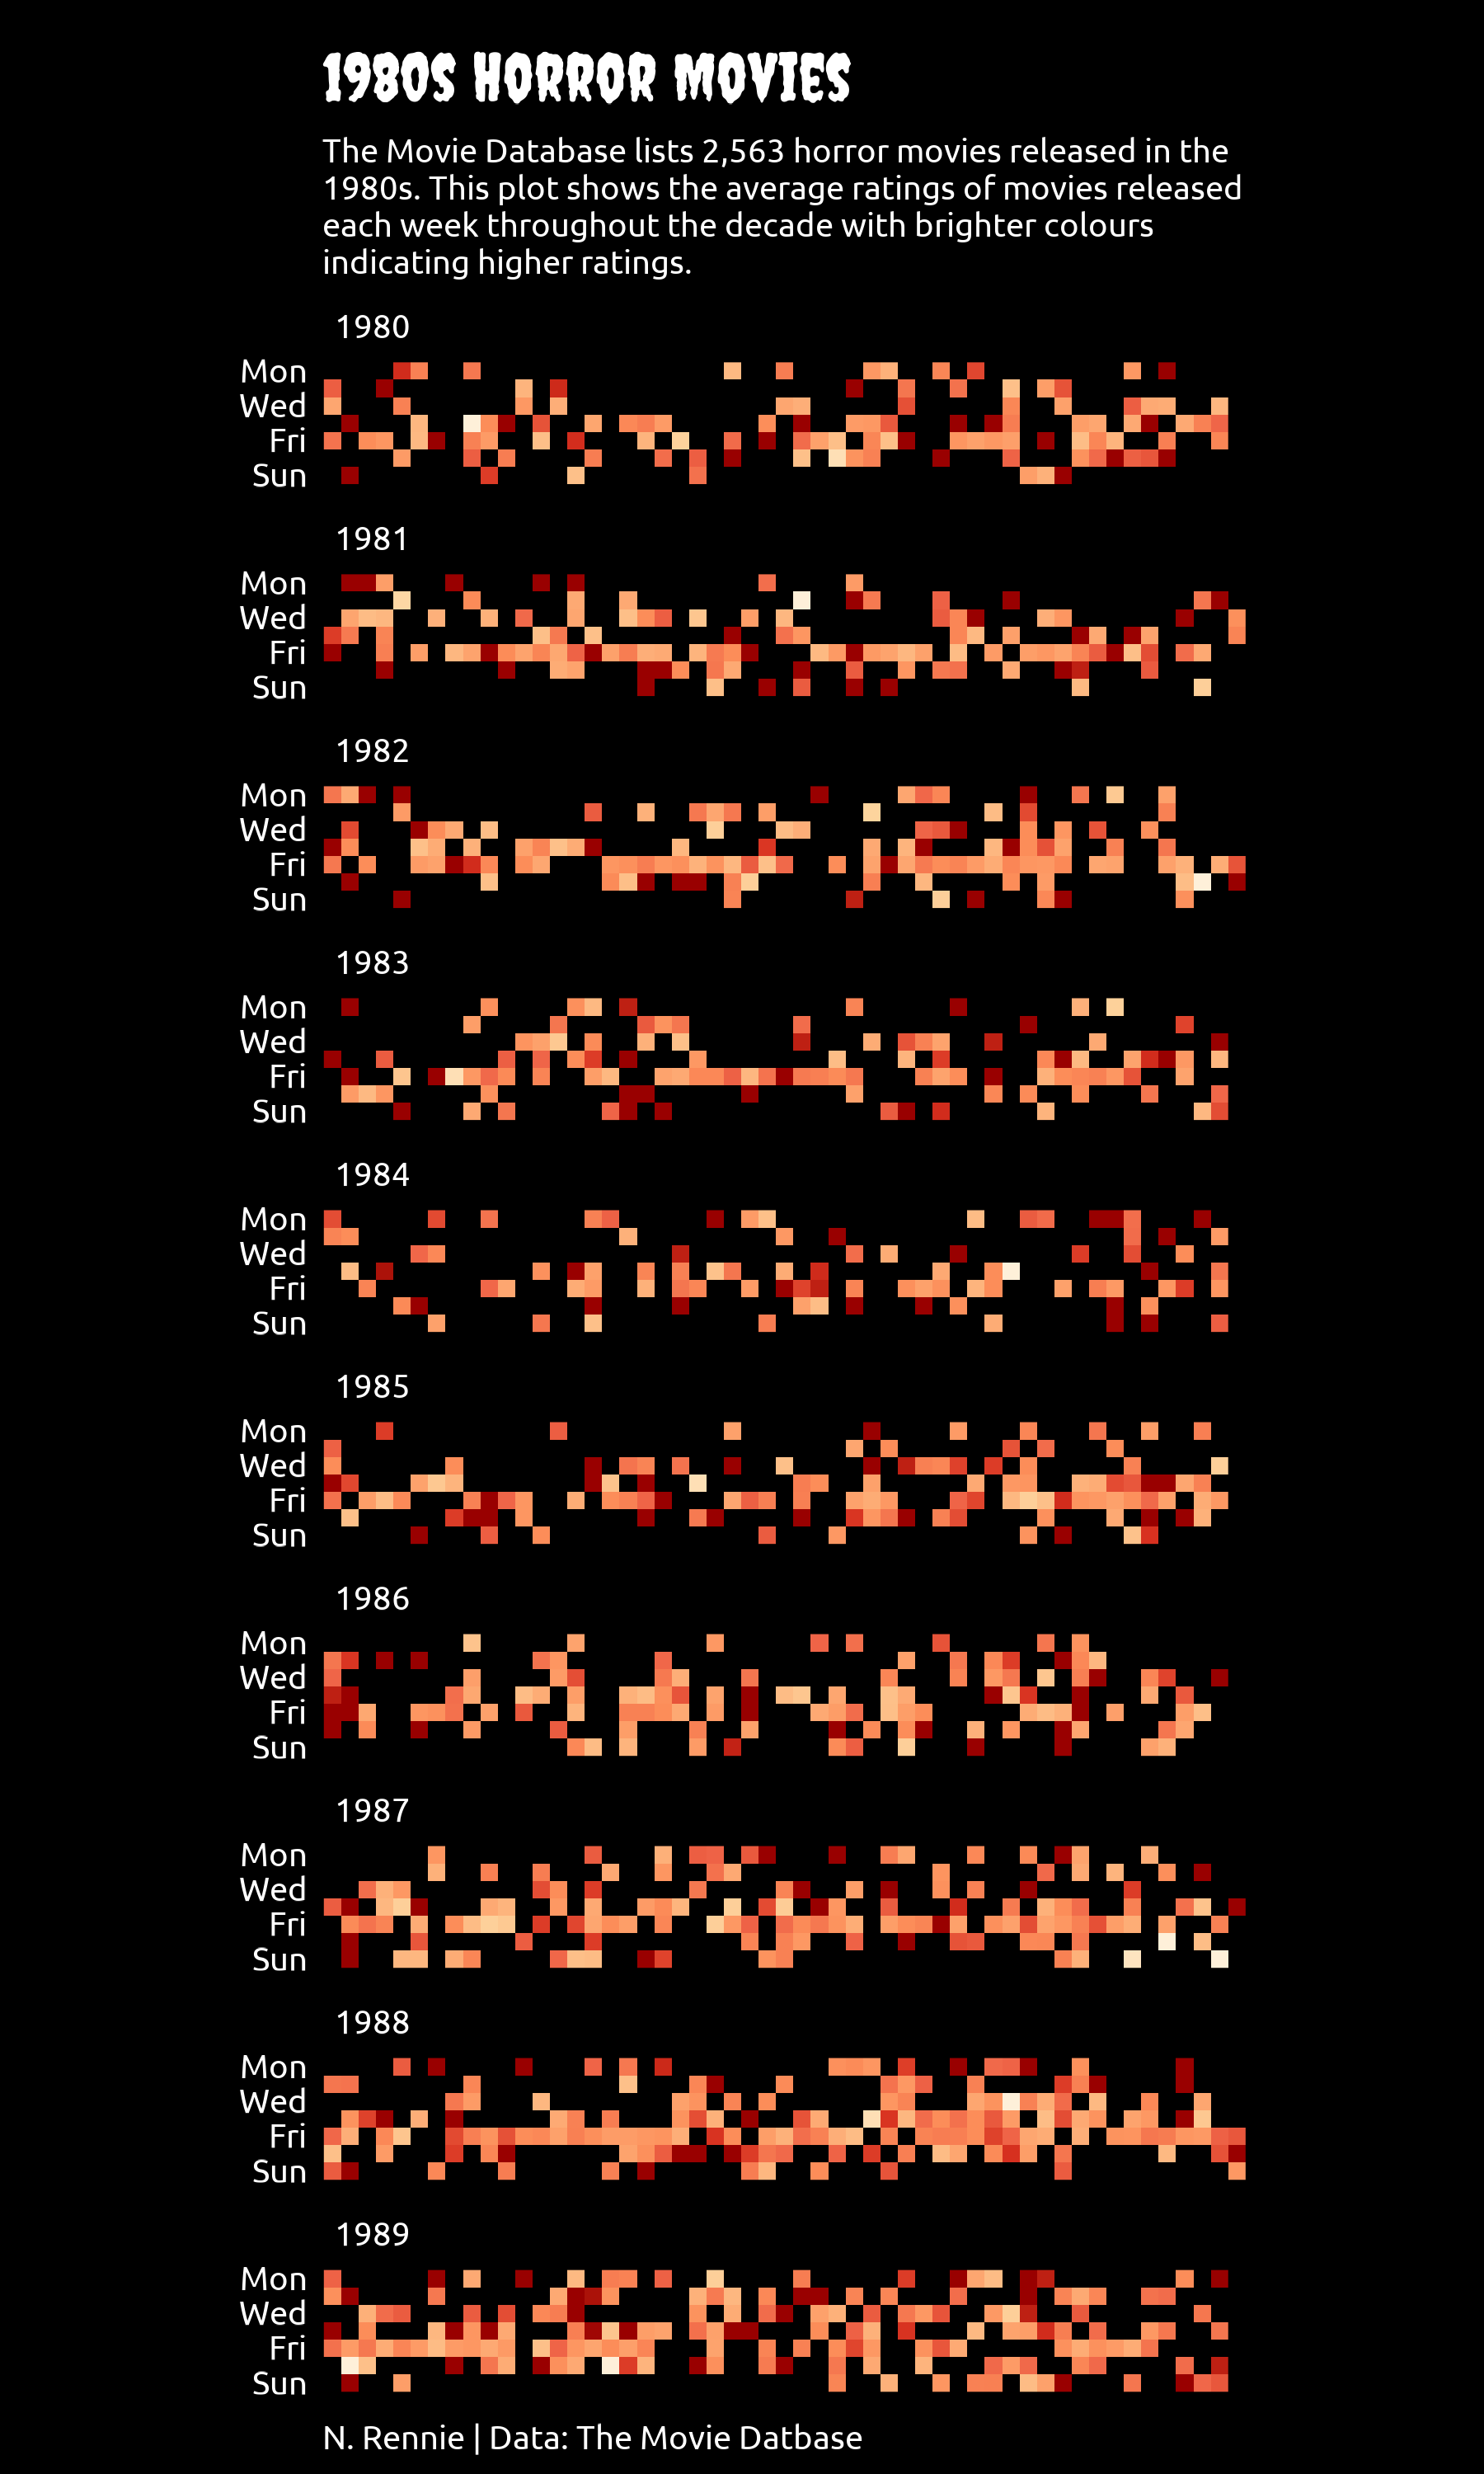 1980S HORROR MOVIES
The Movie Database lists 2,563 horror movies released in the
1980s. This plot shows the average ratings of movies released
each week throughout the decade with brighter colours
indicating higher ratings.
1980
Mon
Wed
Fri
Sun
1981
Mon
Wed
Fri
Sun
1982
Mon
Wed
Fri
Sun
1983
Mon
Wed
Fri
Sun
1984
Mon
Wed
Fri
Sun
1985
Mon
Wed
Fri
Sun
1986
Mon
Wed
Fri
Sun
1987
Mon
Wed
Fri
Sun
1988
Mon
Wed
Fri
Sun
1989
Mon
Wed
Fri
Sun
N. Rennie | Data: The Movie Datbase